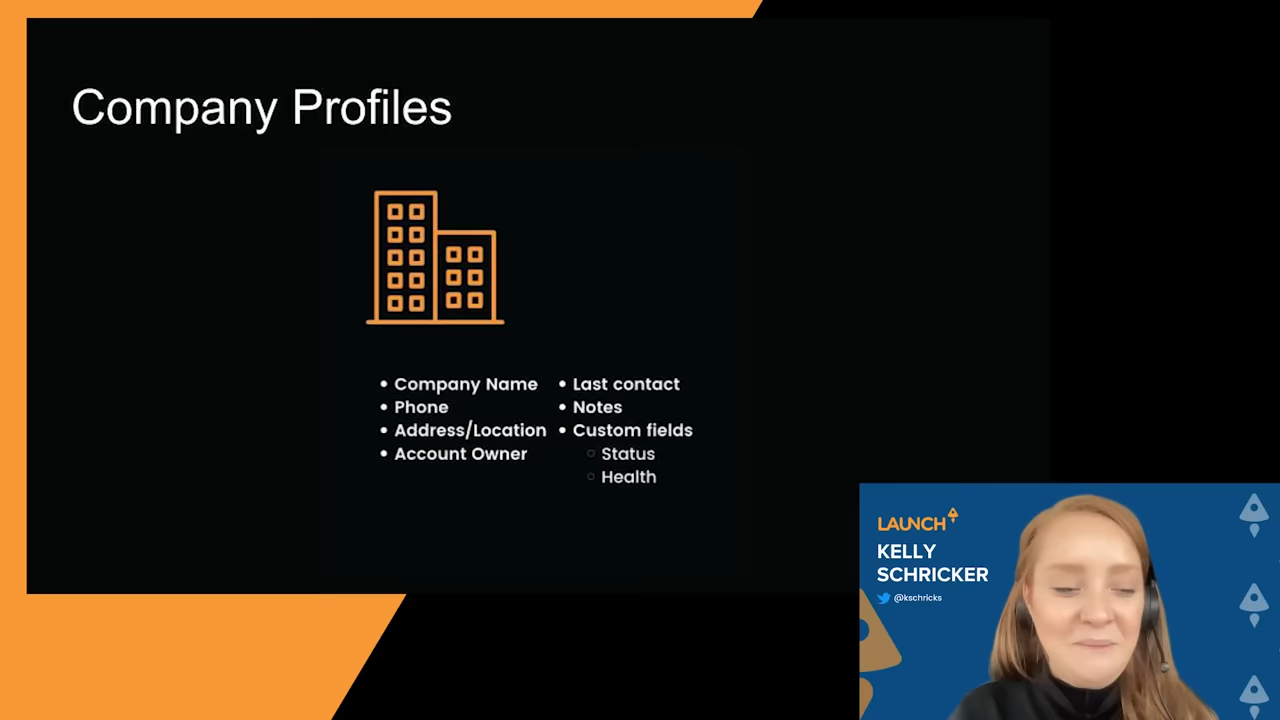 Company Profiles
• Company Name
• Phone
• Address/Location
• Account Owner
• Last contact
• Notes
• Custom fields
○ Status
○ Health
LAUNCH
KELLY
SCHRICKER
@kschricks